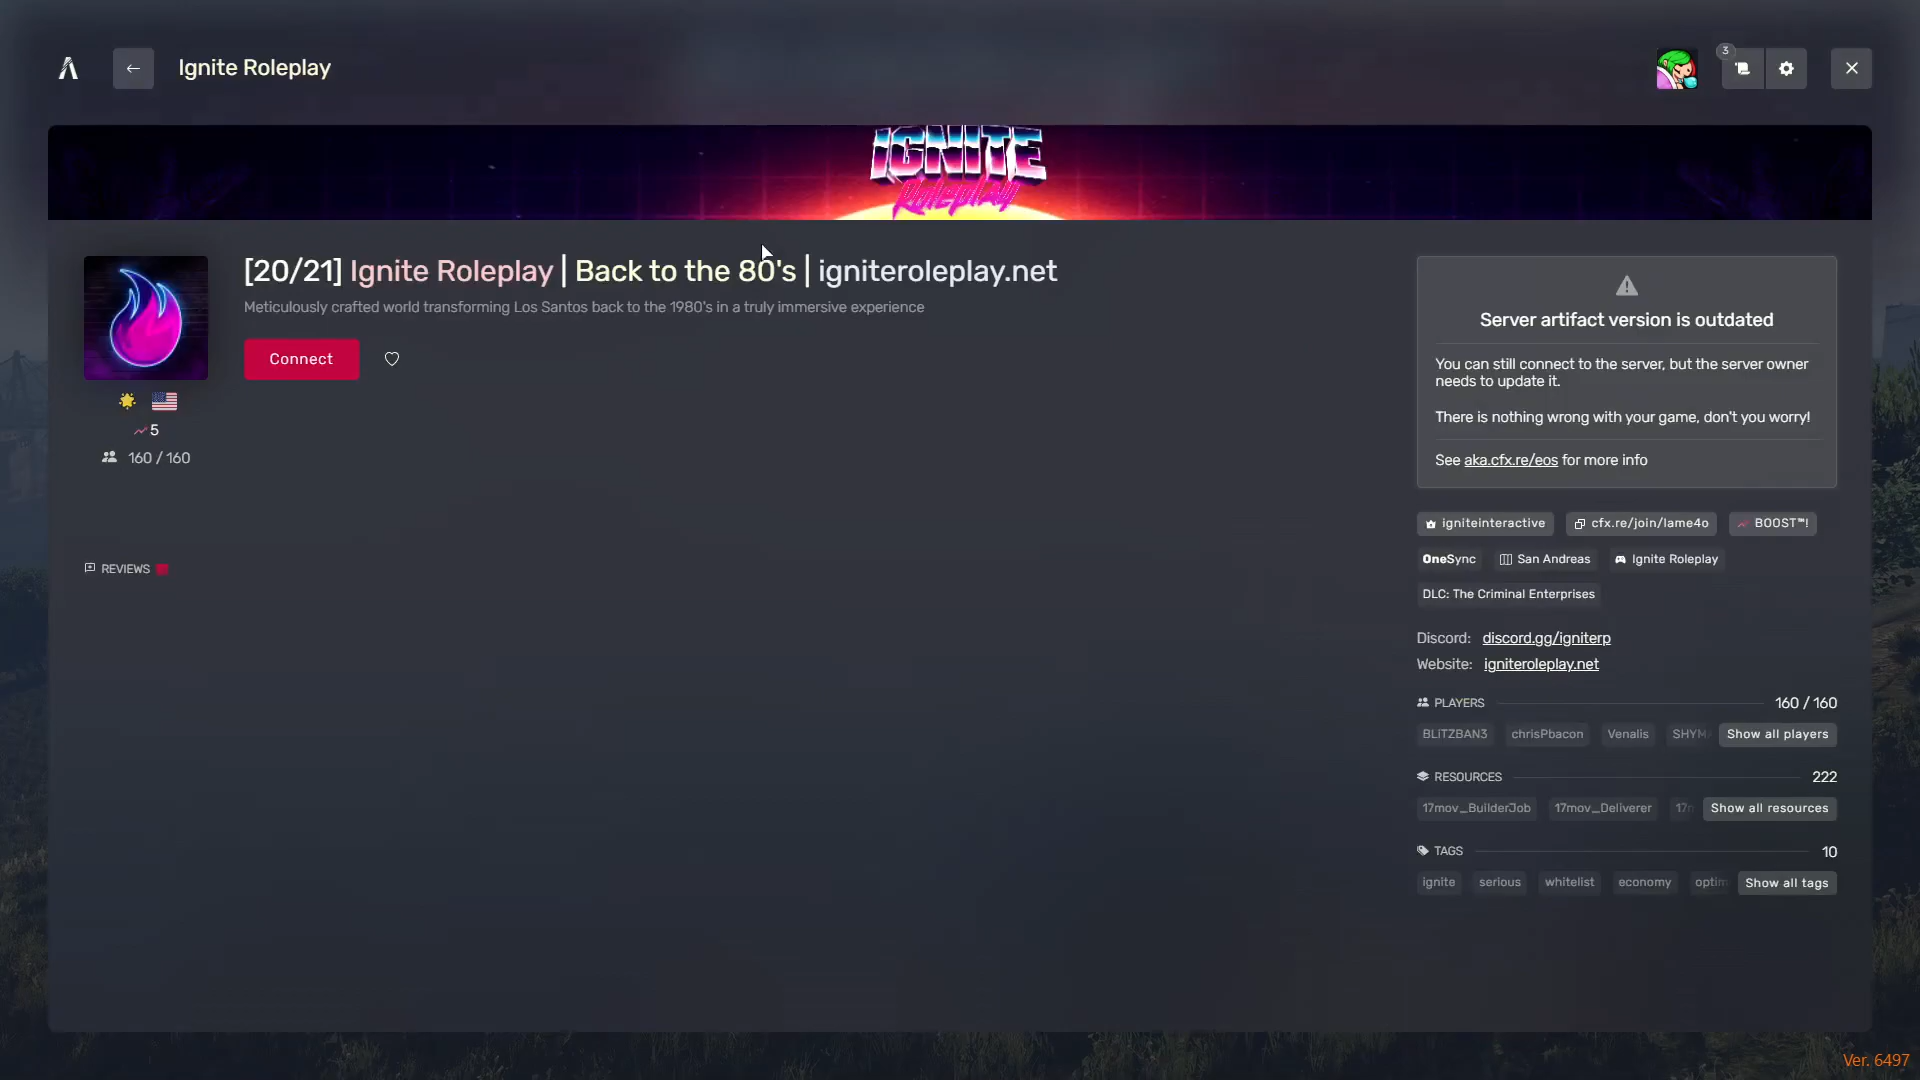 Ignite Roleplay
3
IGNITE
Roleplay
[20/21] Ignite Roleplay | Back to the 80's | igniteroleplay.net
Meticulously crafted world transforming Los Santos back to the 1980's in a truly immersive experience
Connect
5
160 / 160
REVIEWS
Server artifact version is outdated
You can still connect to the server, but the server owner
needs to update it.
There is nothing wrong with your game, don't you worry!
See aka.cfx.re/eos for more info
igniteinteractive cfx.re/join/lame4o BOOST™!
OneSync San Andreas Ignite Roleplay
DLC: The Criminal Enterprises
Discord: discord.gg/igniterp
Website: igniteroleplay.net
PLAYERS 160 / 160
BLiTZBAN3 chrisPbacon Venalis SHYM Show all players
RESOURCES 222
17mov_BuilderJob 17mov_Deliverer 17m Show all resources
TAGS 10
ignite serious whitelist economy optim Show all tags
Ver. 6497